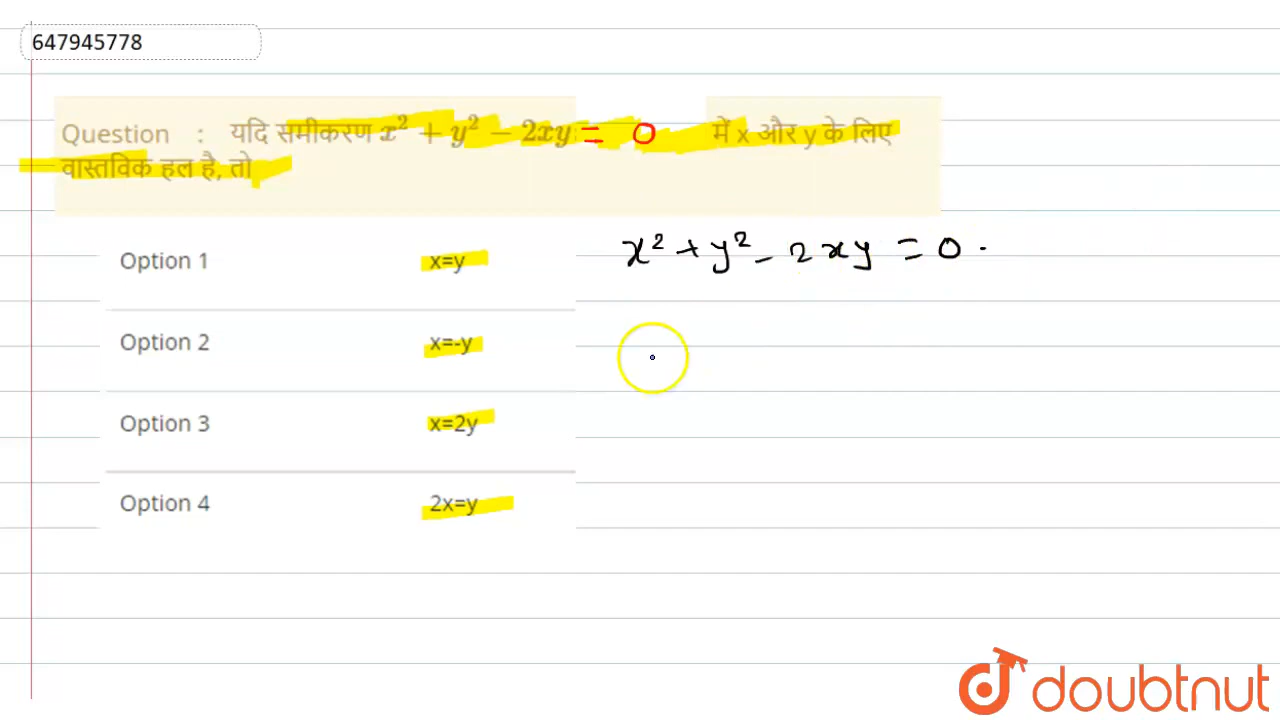 647945778
Question : यदि समीकरण x² + y² − 2xy = 0 में x और y के लिए
वास्तविक हल है, तो
x² + y² - 2xy = 0.
Option 1 x=y
Option 2 x=-y
Option 3 x=2y
Option 4 2x=y
doubtnut